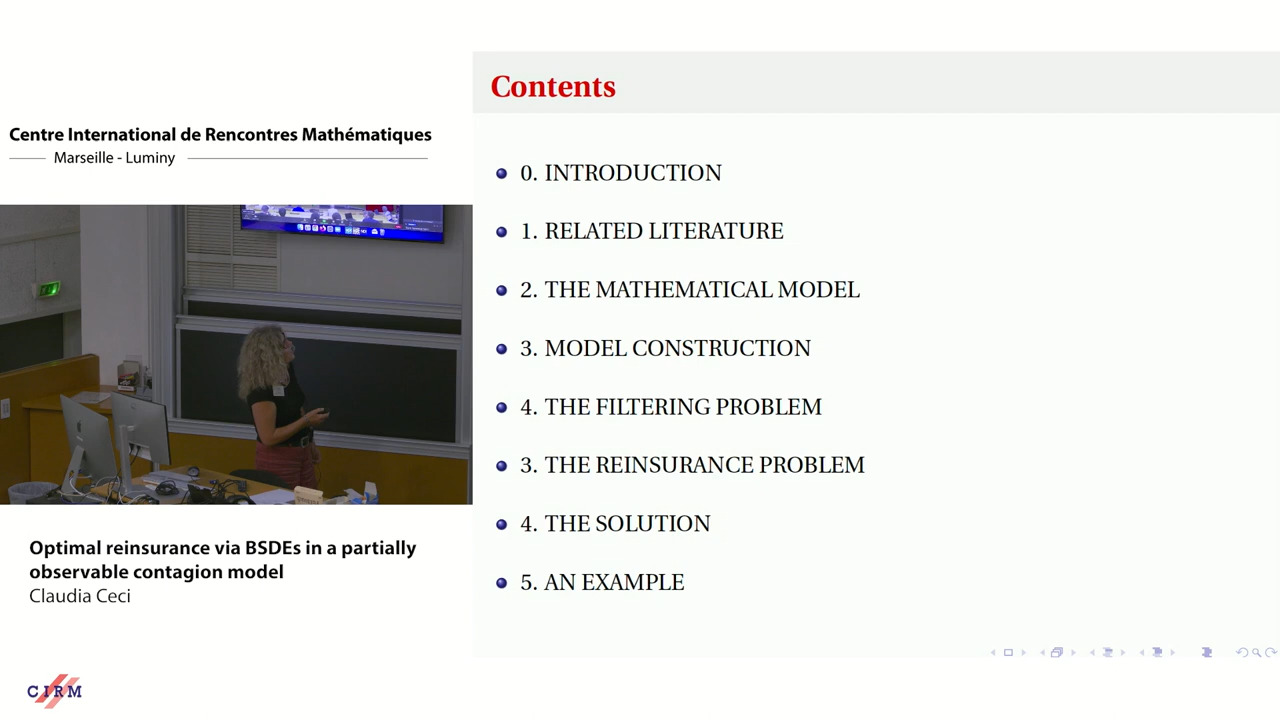 Centre International de Rencontres Mathématiques
Marseille - Luminy
Optimal reinsurance via BSDEs in a partially
observable contagion model
Claudia Ceci
CIRM
Contents
0. INTRODUCTION
1. RELATED LITERATURE
2. THE MATHEMATICAL MODEL
3. MODEL CONSTRUCTION
4. THE FILTERING PROBLEM
3. THE REINSURANCE PROBLEM
4. THE SOLUTION
5. AN EXAMPLE